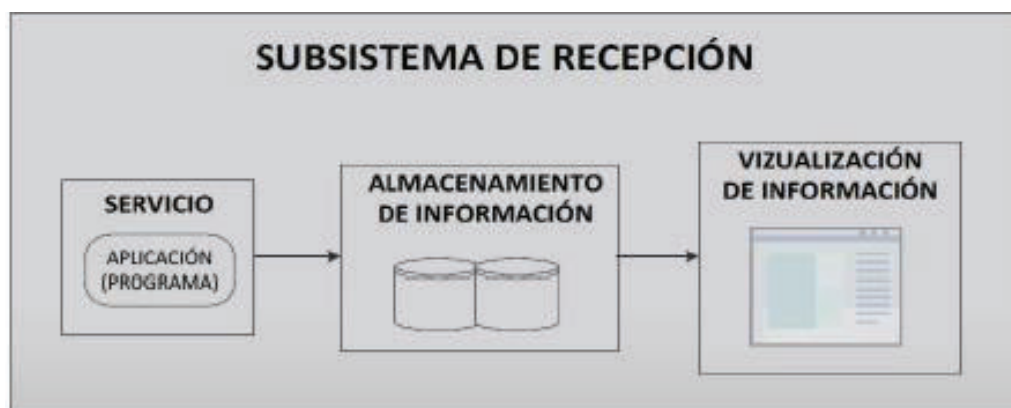 SUBSISTEMA DE RECEPCIÓN
SERVICIO
APLICACIÓN
(PROGRAMA)
ALMACENAMIENTO
DE INFORMACIÓN
VIZUALIZACIÓN
DE INFORMACIÓN